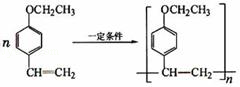 OCH₂CH₃ OCH₂CH₃
n 一定条件
CH=CH₂ CH—CH₂ n